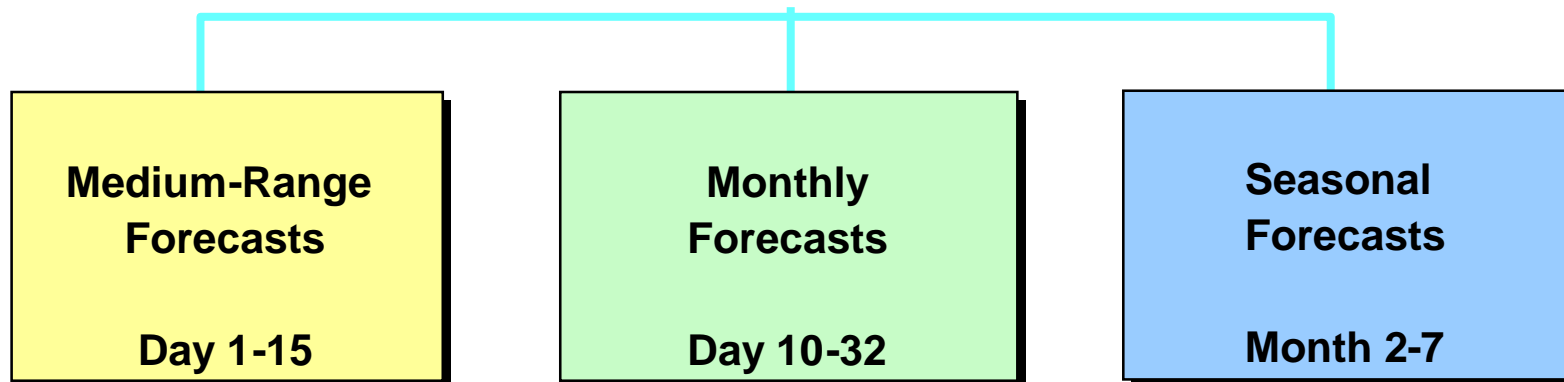 Medium-Range
Forecasts
Day 1-15
Monthly
Forecasts
Day 10-32
Seasonal
Forecasts
Month 2-7